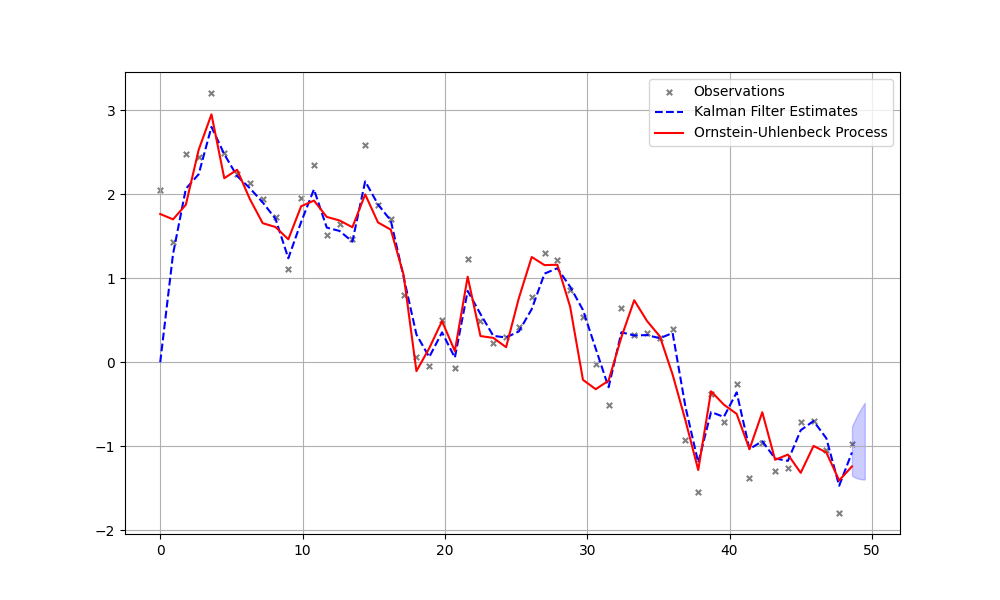 Observations
Kalman Filter Estimates
Ornstein-Uhlenbeck Process
3
2
1
0
−1
−2
0 10 20 30 40 50